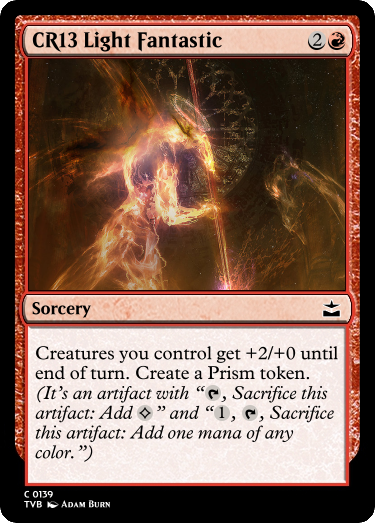 CR13 Light Fantastic 2
Sorcery
Creatures you control get +2/+0 until
end of turn. Create a Prism token.
(It's an artifact with “, Sacrifice this
artifact: Add ” and “1, , Sacrifice
this artifact: Add one mana of any
color.”)
C 0139
TVB Adam Burn